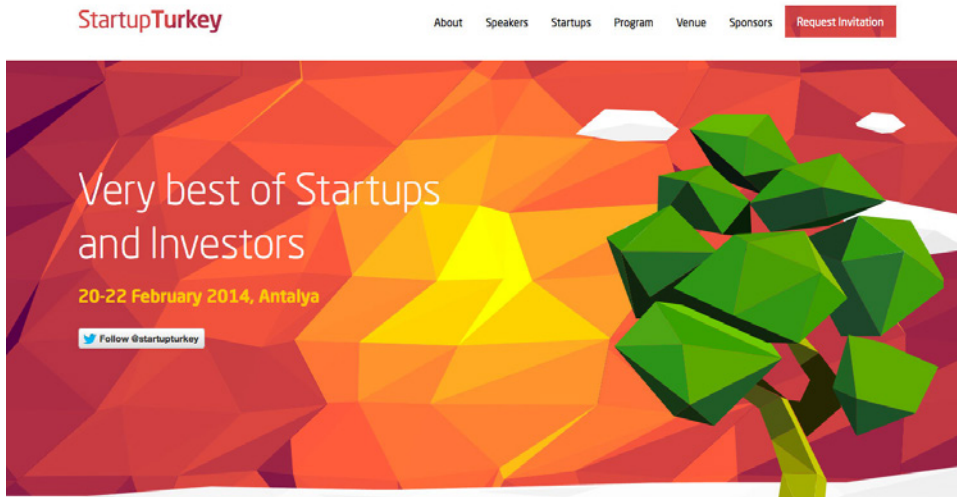 StartupTurkey
About Speakers Startups Program Venue Sponsors Request Invitation
Very best of Startups
and Investors
20-22 February 2014, Antalya
Follow @startupturkey